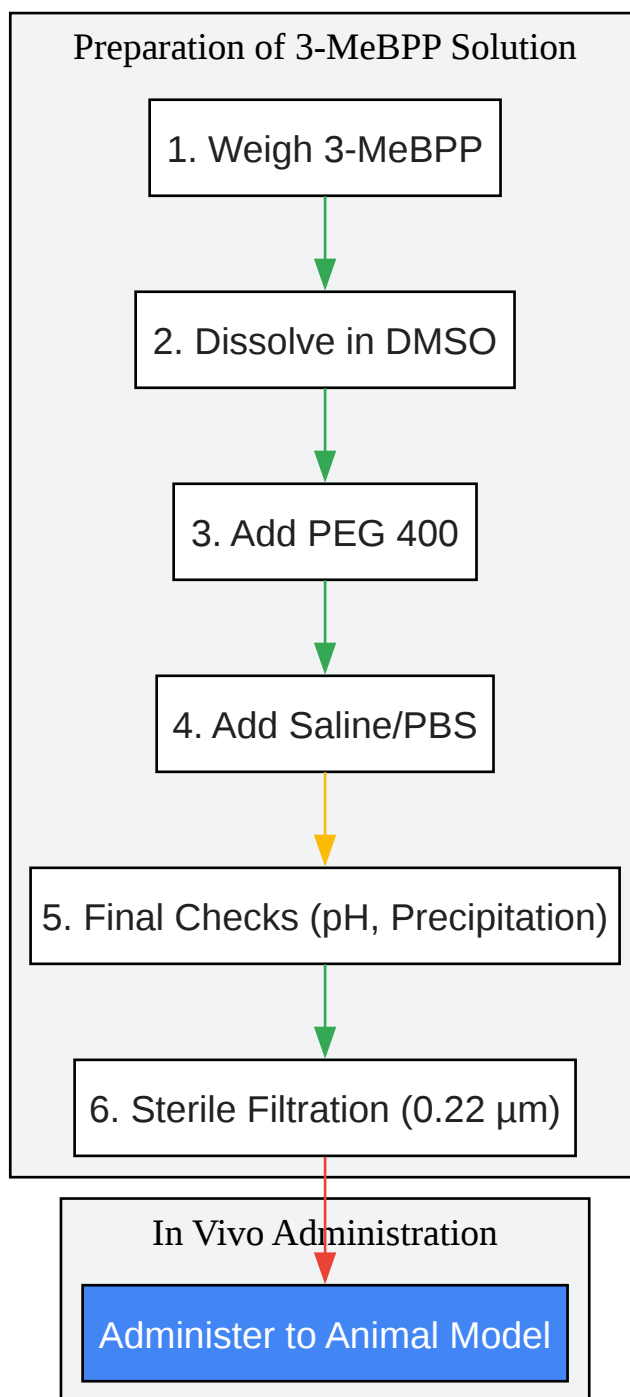 Preparation of 3-MeBPP Solution
1. Weigh 3-MeBPP
2. Dissolve in DMSO
3. Add PEG 400
4. Add Saline/PBS
5. Final Checks (pH, Precipitation)
6. Sterile Filtration (0.22 µm)
In Vivo Administration
Administer to Animal Model